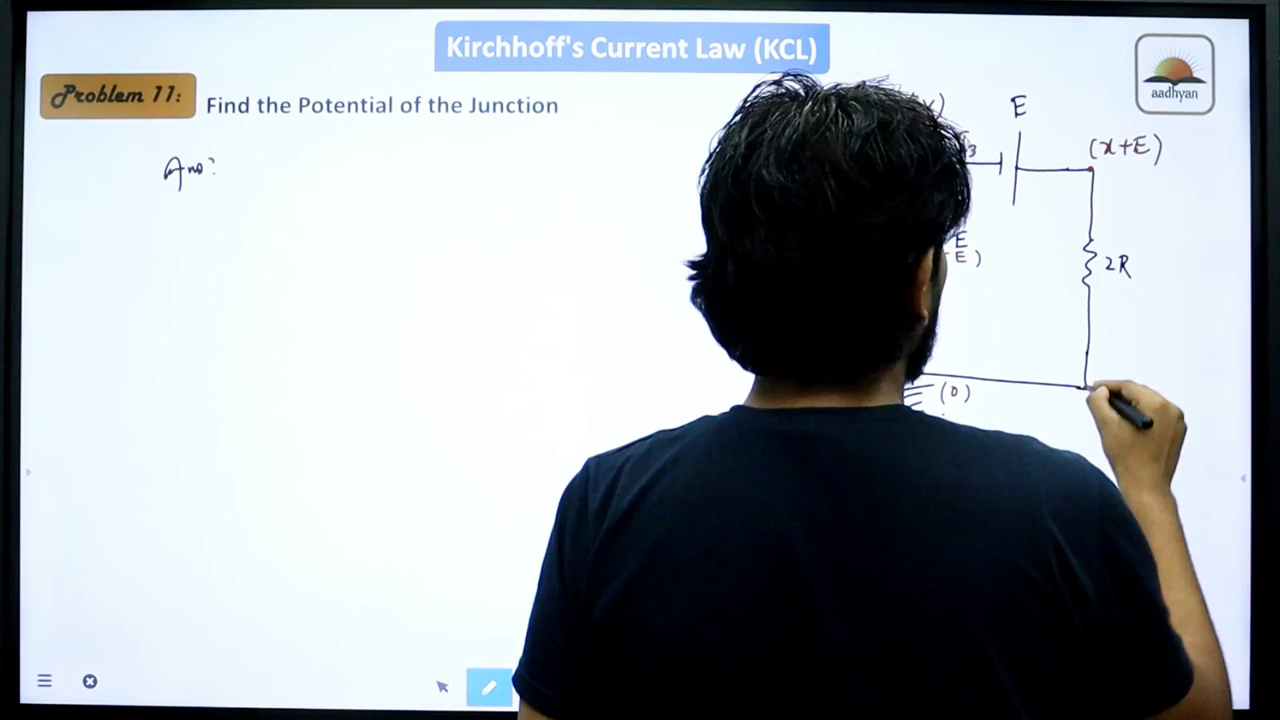 Kirchhoff's Current Law (KCL)
aadhyan
Problem 11:
Find the Potential of the Junction
Ans:
E
(x+E)
2R
E
E)
(0)